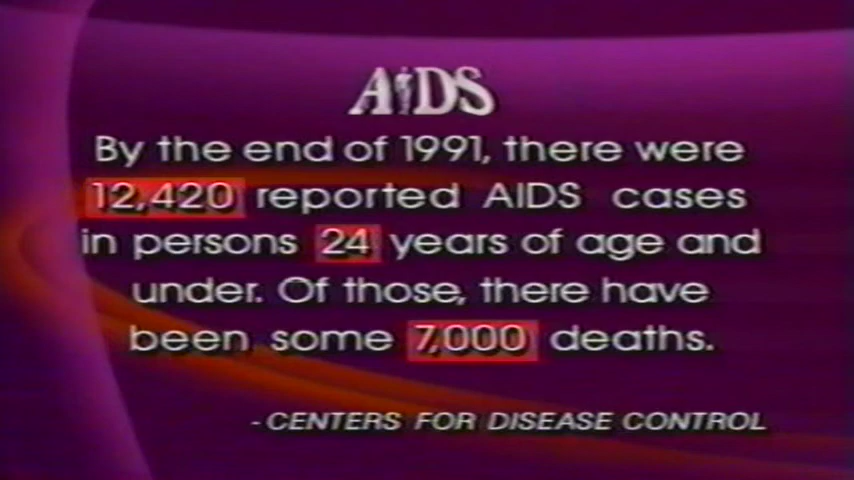 AIDS
By the end of 1991, there were
12,420 reported AIDS cases
in persons 24 years of age and
under. Of those, there have
been some 7,000 deaths.
-CENTERS FOR DISEASE CONTROL